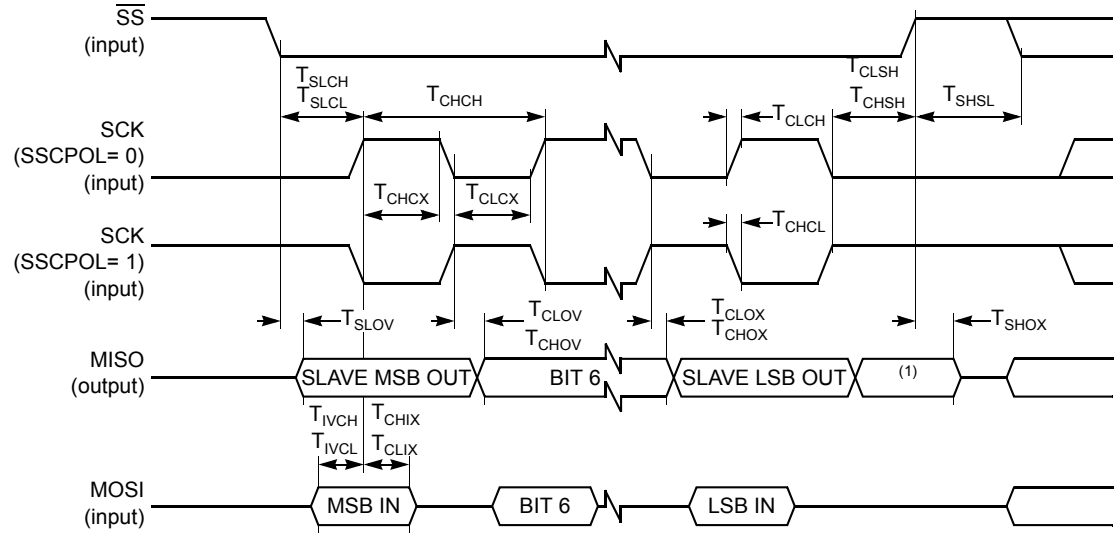 SS
(input)
TSLCH
TSLCL
TCHCH
TCLSH
TCHSH
TSHSL
TCLCH
SCK
(SSCPOL= 0)
(input)
TCHCX
TCLCX
TCHCL
SCK
(SSCPOL= 1)
(input)
TSLOV
TCLOV
TCHOV
TCLOX
TCHOX
TSHOX
MISO
(output)
SLAVE MSB OUT
BIT 6
SLAVE LSB OUT
(1)
TIVCH
TIVCL
TCHIX
TCLIX
MOSI
(input)
MSB IN
BIT 6
LSB IN